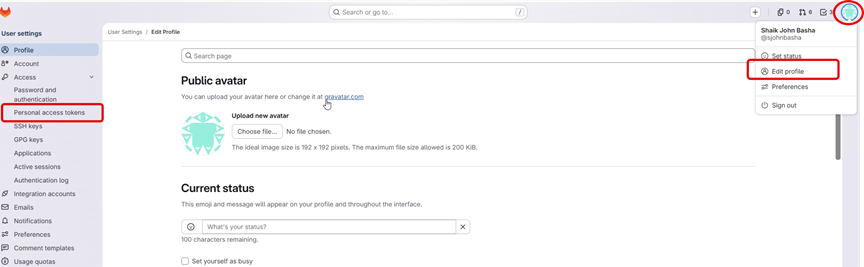 Search or go to...
/
0
6
3
User settings
Profile
Account
Access
Password and
authentication
Personal access tokens
SSH keys
GPG keys
Applications
Active sessions
Authentication log
Integration accounts
Emails
Notifications
Preferences
Comment templates
Usage quotas
User Settings / Edit Profile
Search page
Public avatar
You can upload your avatar here or change it at gravatar.com
Upload new avatar
Choose file... No file chosen.
The ideal image size is 192 x 192 pixels. The maximum file size allowed is 200 KiB.
Current status
This emoji and message will appear on your profile and throughout the interface.
What's your status?
100 characters remaining.
Set yourself as busy
Shaik John Basha
@sjohnbasha
Set status
Edit profile
Preferences
Sign out